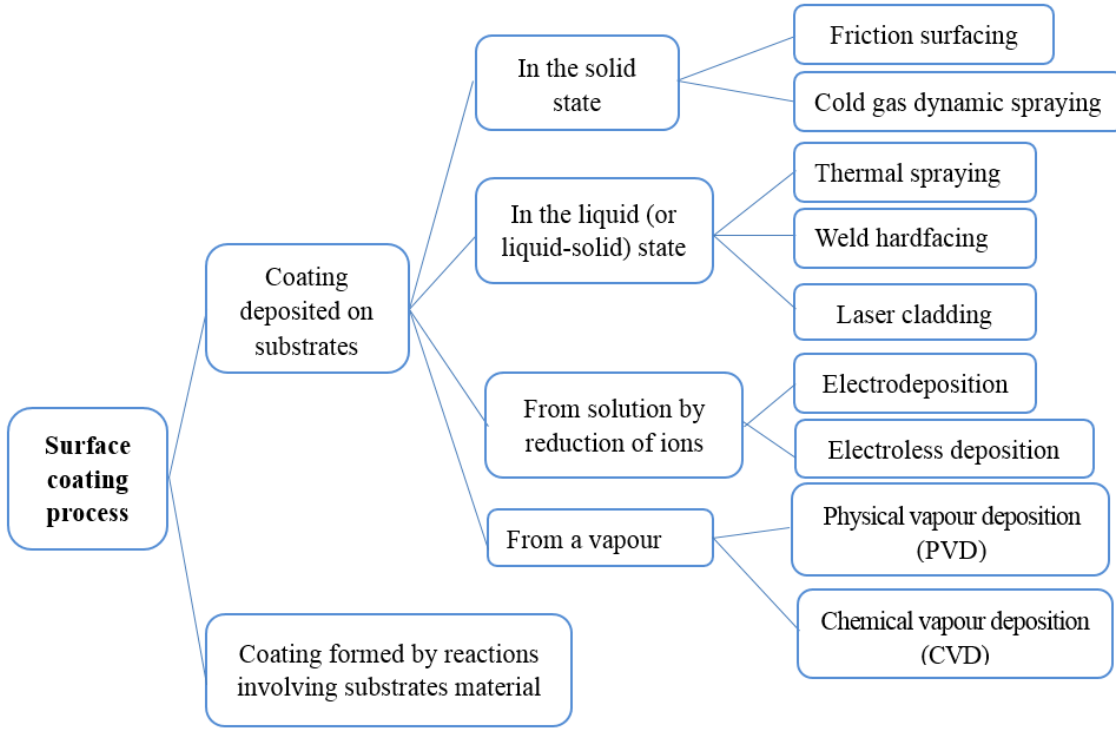 Surface
coating
process
Coating
deposited on
substrates
Coating formed by reactions
involving substrates material
In the solid
state
In the liquid (or
liquid-solid) state
From solution by
reduction of ions
From a vapour
Friction surfacing
Cold gas dynamic spraying
Thermal spraying
Weld hardfacing
Laser cladding
Electrodeposition
Electroless deposition
Physical vapour deposition
(PVD)
Chemical vapour deposition
(CVD)